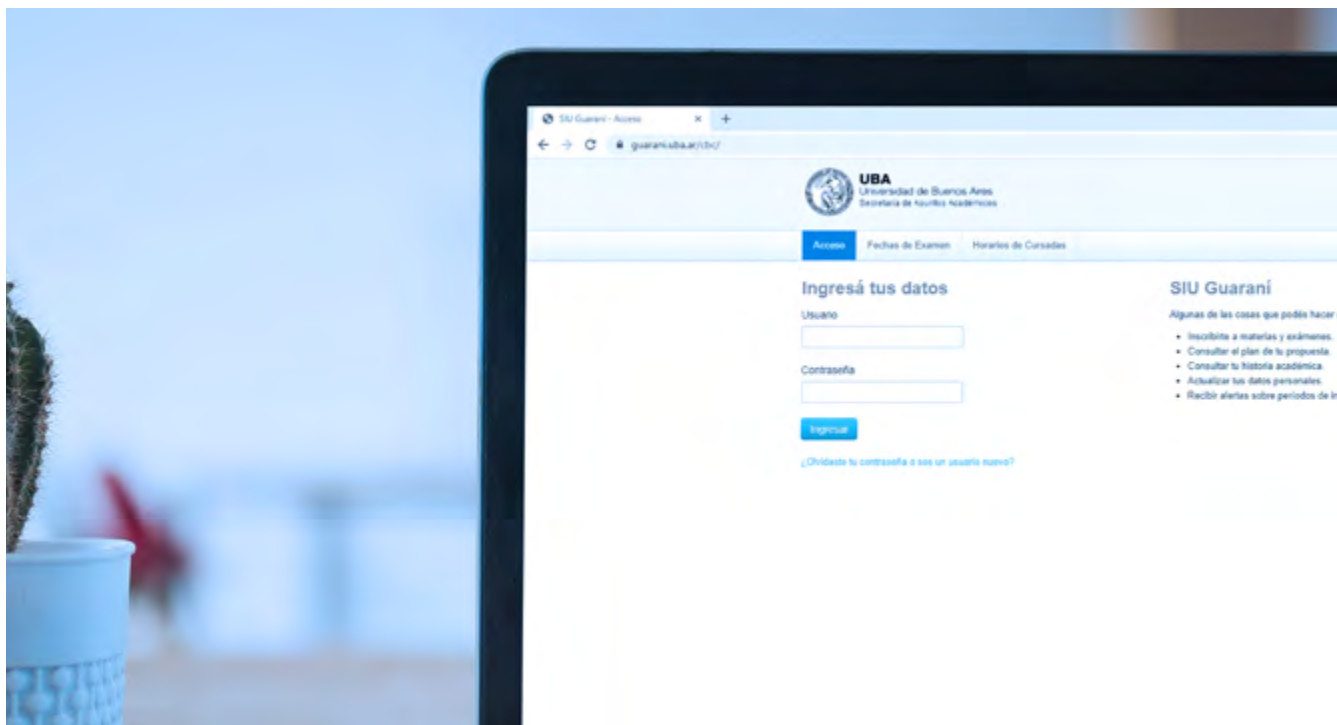 SIU Guaraní - Acceso
guarani.uba.ar/cbc/
UBA
Universidad de Buenos Aires
Secretaría de Asuntos Académicos
Acceso Fechas de Examen Horarios de Cursadas
Ingresá tus datos
Usuario
Contraseña
Ingresar
¿Olvidaste tu contraseña o sos un usuario nuevo?
SIU Guaraní
Algunas de las cosas que podés hacer
Inscribirte a materias y exámenes.
Consultar el plan de tu propuesta.
Consultar tu historia académica.
Actualizar tus datos personales.
Recibir alertas sobre períodos de